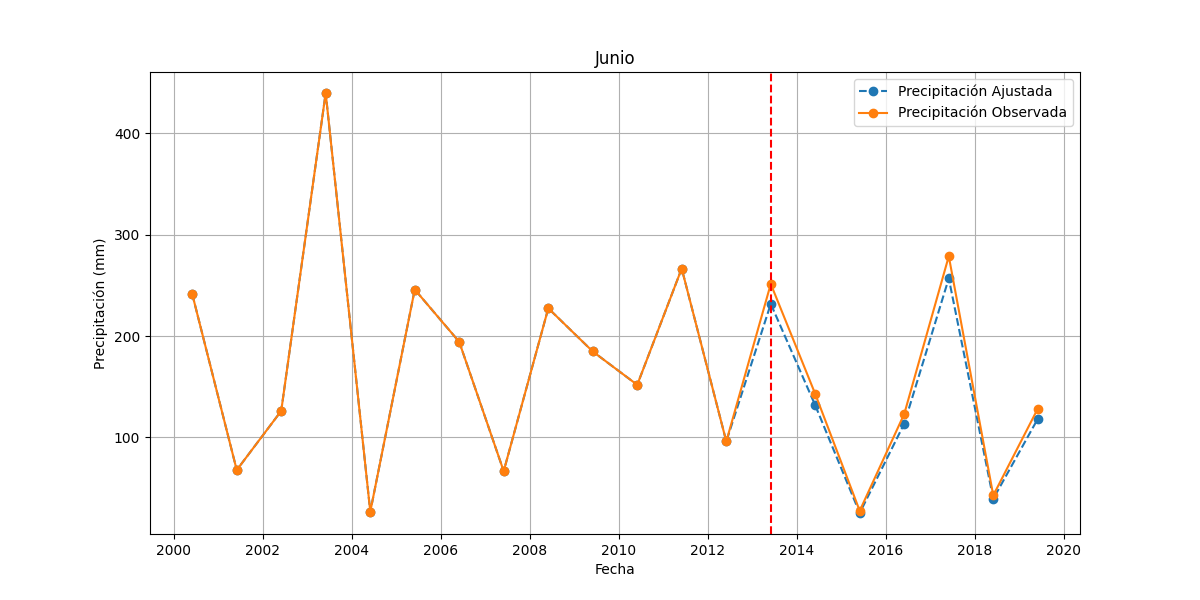 Junio
Precipitación Ajustada
Precipitación Observada
Precipitación (mm)
400
300
200
100
2000 2002 2004 2006 2008 2010 2012 2014 2016 2018 2020
Fecha